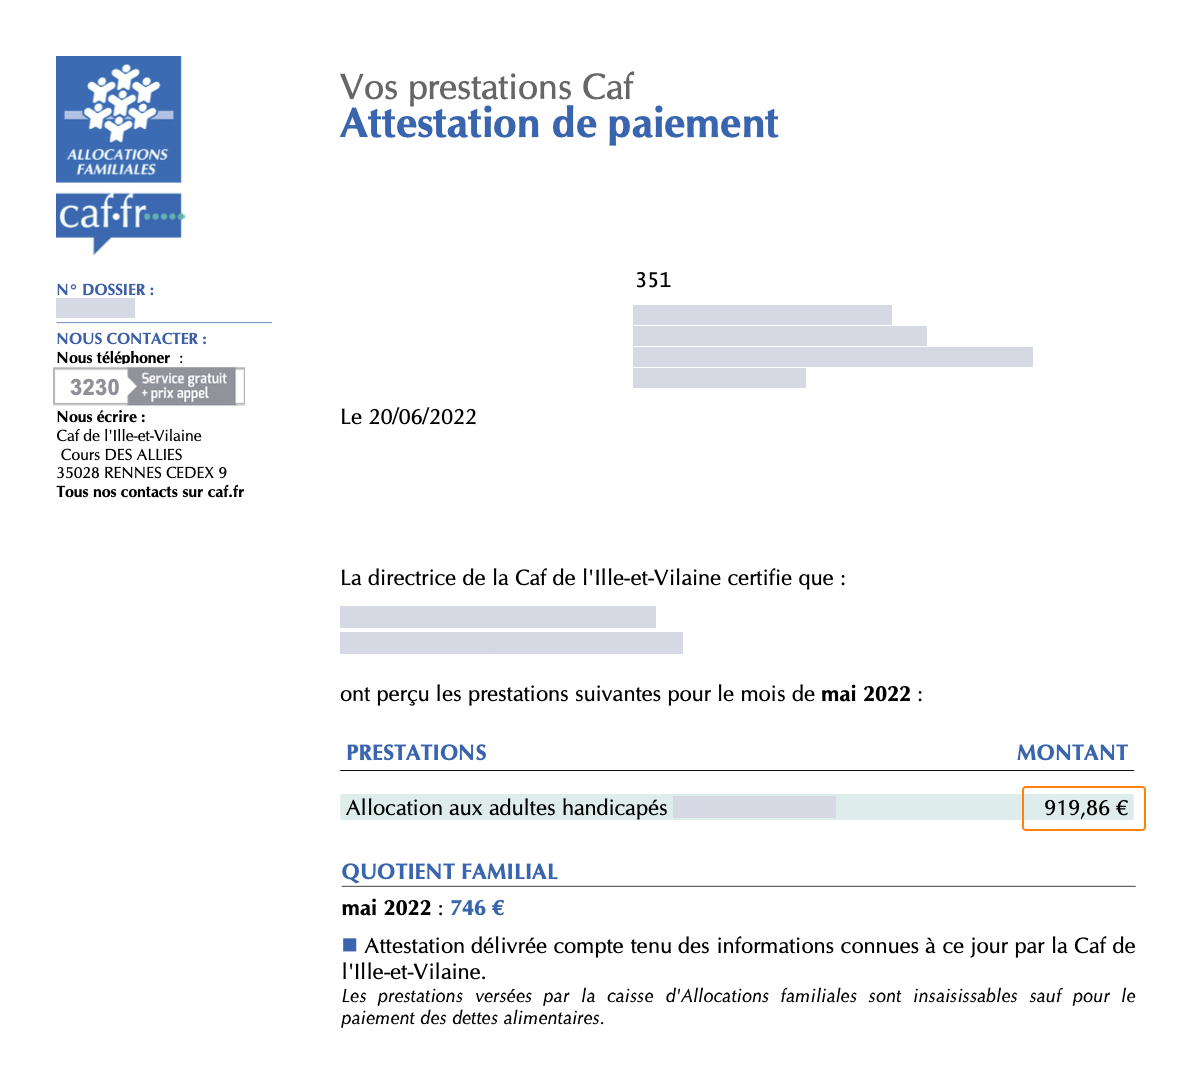 ALLOCATIONS
FAMILIALES
caf.fr
Vos prestations Caf
Attestation de paiement
N° DOSSIER :
NOUS CONTACTER :
Nous téléphoner :
3230
Service gratuit
+ prix appel
Nous écrire :
Caf de l'Ille-et-Vilaine
Cours DES ALLIES
35028 RENNES CEDEX 9
Tous nos contacts sur caf.fr
351
Le 20/06/2022
La directrice de la Caf de l'Ille-et-Vilaine certifie que :
ont perçu les prestations suivantes pour le mois de mai 2022 :
PRESTATIONS MONTANT
Allocation aux adultes handicapés 919,86 €
QUOTIENT FAMILIAL
mai 2022 : 746 €
Attestation délivrée compte tenu des informations connues à ce jour par la Caf de
l'Ille-et-Vilaine.
Les prestations versées par la caisse d'Allocations familiales sont insaisissables sauf pour le
paiement des dettes alimentaires.